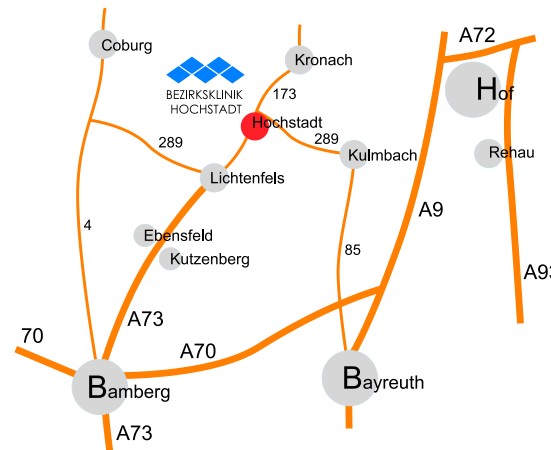 A72
Coburg
Kronach
BEZIRKSKLINIK
HOCHSTADT
173
Hof
Hochstadt
289
289
Kulmbach
Rehau
Lichtenfels
A9
4
Ebensfeld
Kutzenberg
85
A93
A73
70
A70
Bamberg
Bayreuth
A73